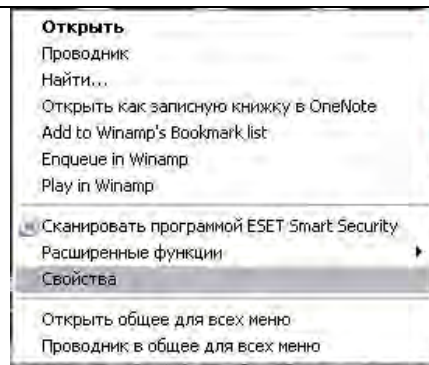 Открыть
Проводник
Найти...
Открыть как записную книжку в OneNote
Add to Winamp's Bookmark list
Enqueue in Winamp
Play in Winamp
Сканировать программой ESET Smart Security
Расширенные функции
Свойства
Открыть общее для всех меню
Проводник в общее для всех меню